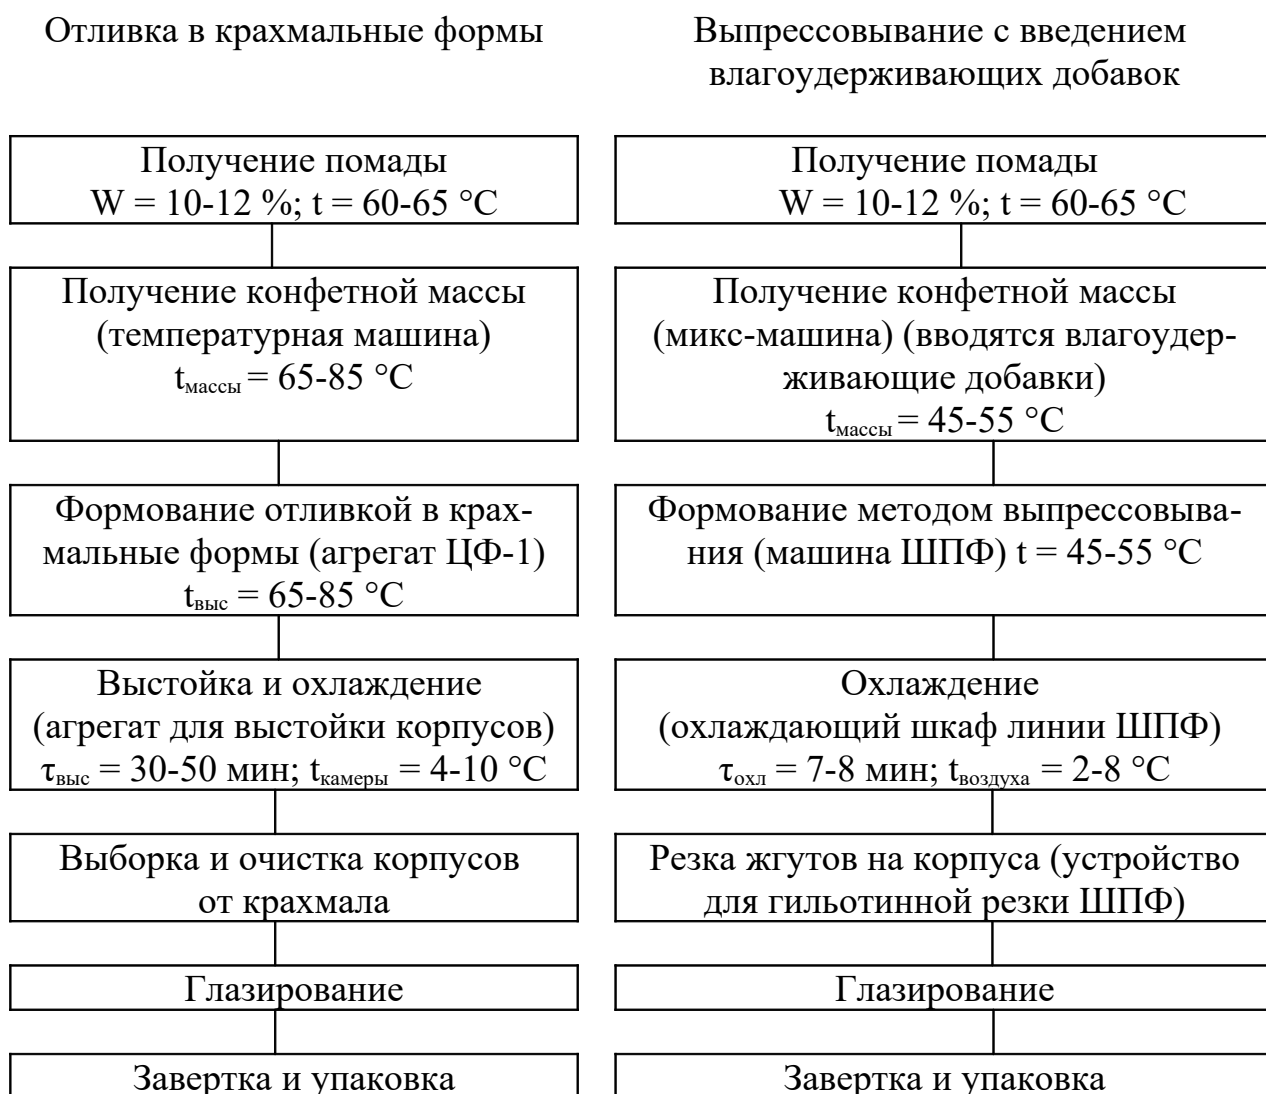 Отливка в крахмальные формы
Получение помады
W = 10-12 %; t = 60-65 °C
Получение конфетной массы
(температурная машина)
tмассы = 65-85 °C
Формование отливкой в крах-
мальные формы (агрегат ЦФ-1)
tвыс = 65-85 °C
Выстойка и охлаждение
(агрегат для выстойки корпусов)
τвыс = 30-50 мин; tкамеры = 4-10 °C
Выборка и очистка корпусов
от крахмала
Глазирование
Завертка и упаковка
Выпрессовывание с введением
влагоудерживающих добавок
Получение помады
W = 10-12 %; t = 60-65 °C
Получение конфетной массы
(микс-машина) (вводятся влагоудер-
живающие добавки)
tмассы = 45-55 °C
Формование методом выпрессовыва-
ния (машина ШПФ) t = 45-55 °C
Охлаждение
(охлаждающий шкаф линии ШПФ)
τохл = 7-8 мин; tвоздуха = 2-8 °C
Резка жгутов на корпуса (устройство
для гильотинной резки ШПФ)
Глазирование
Завертка и упаковка